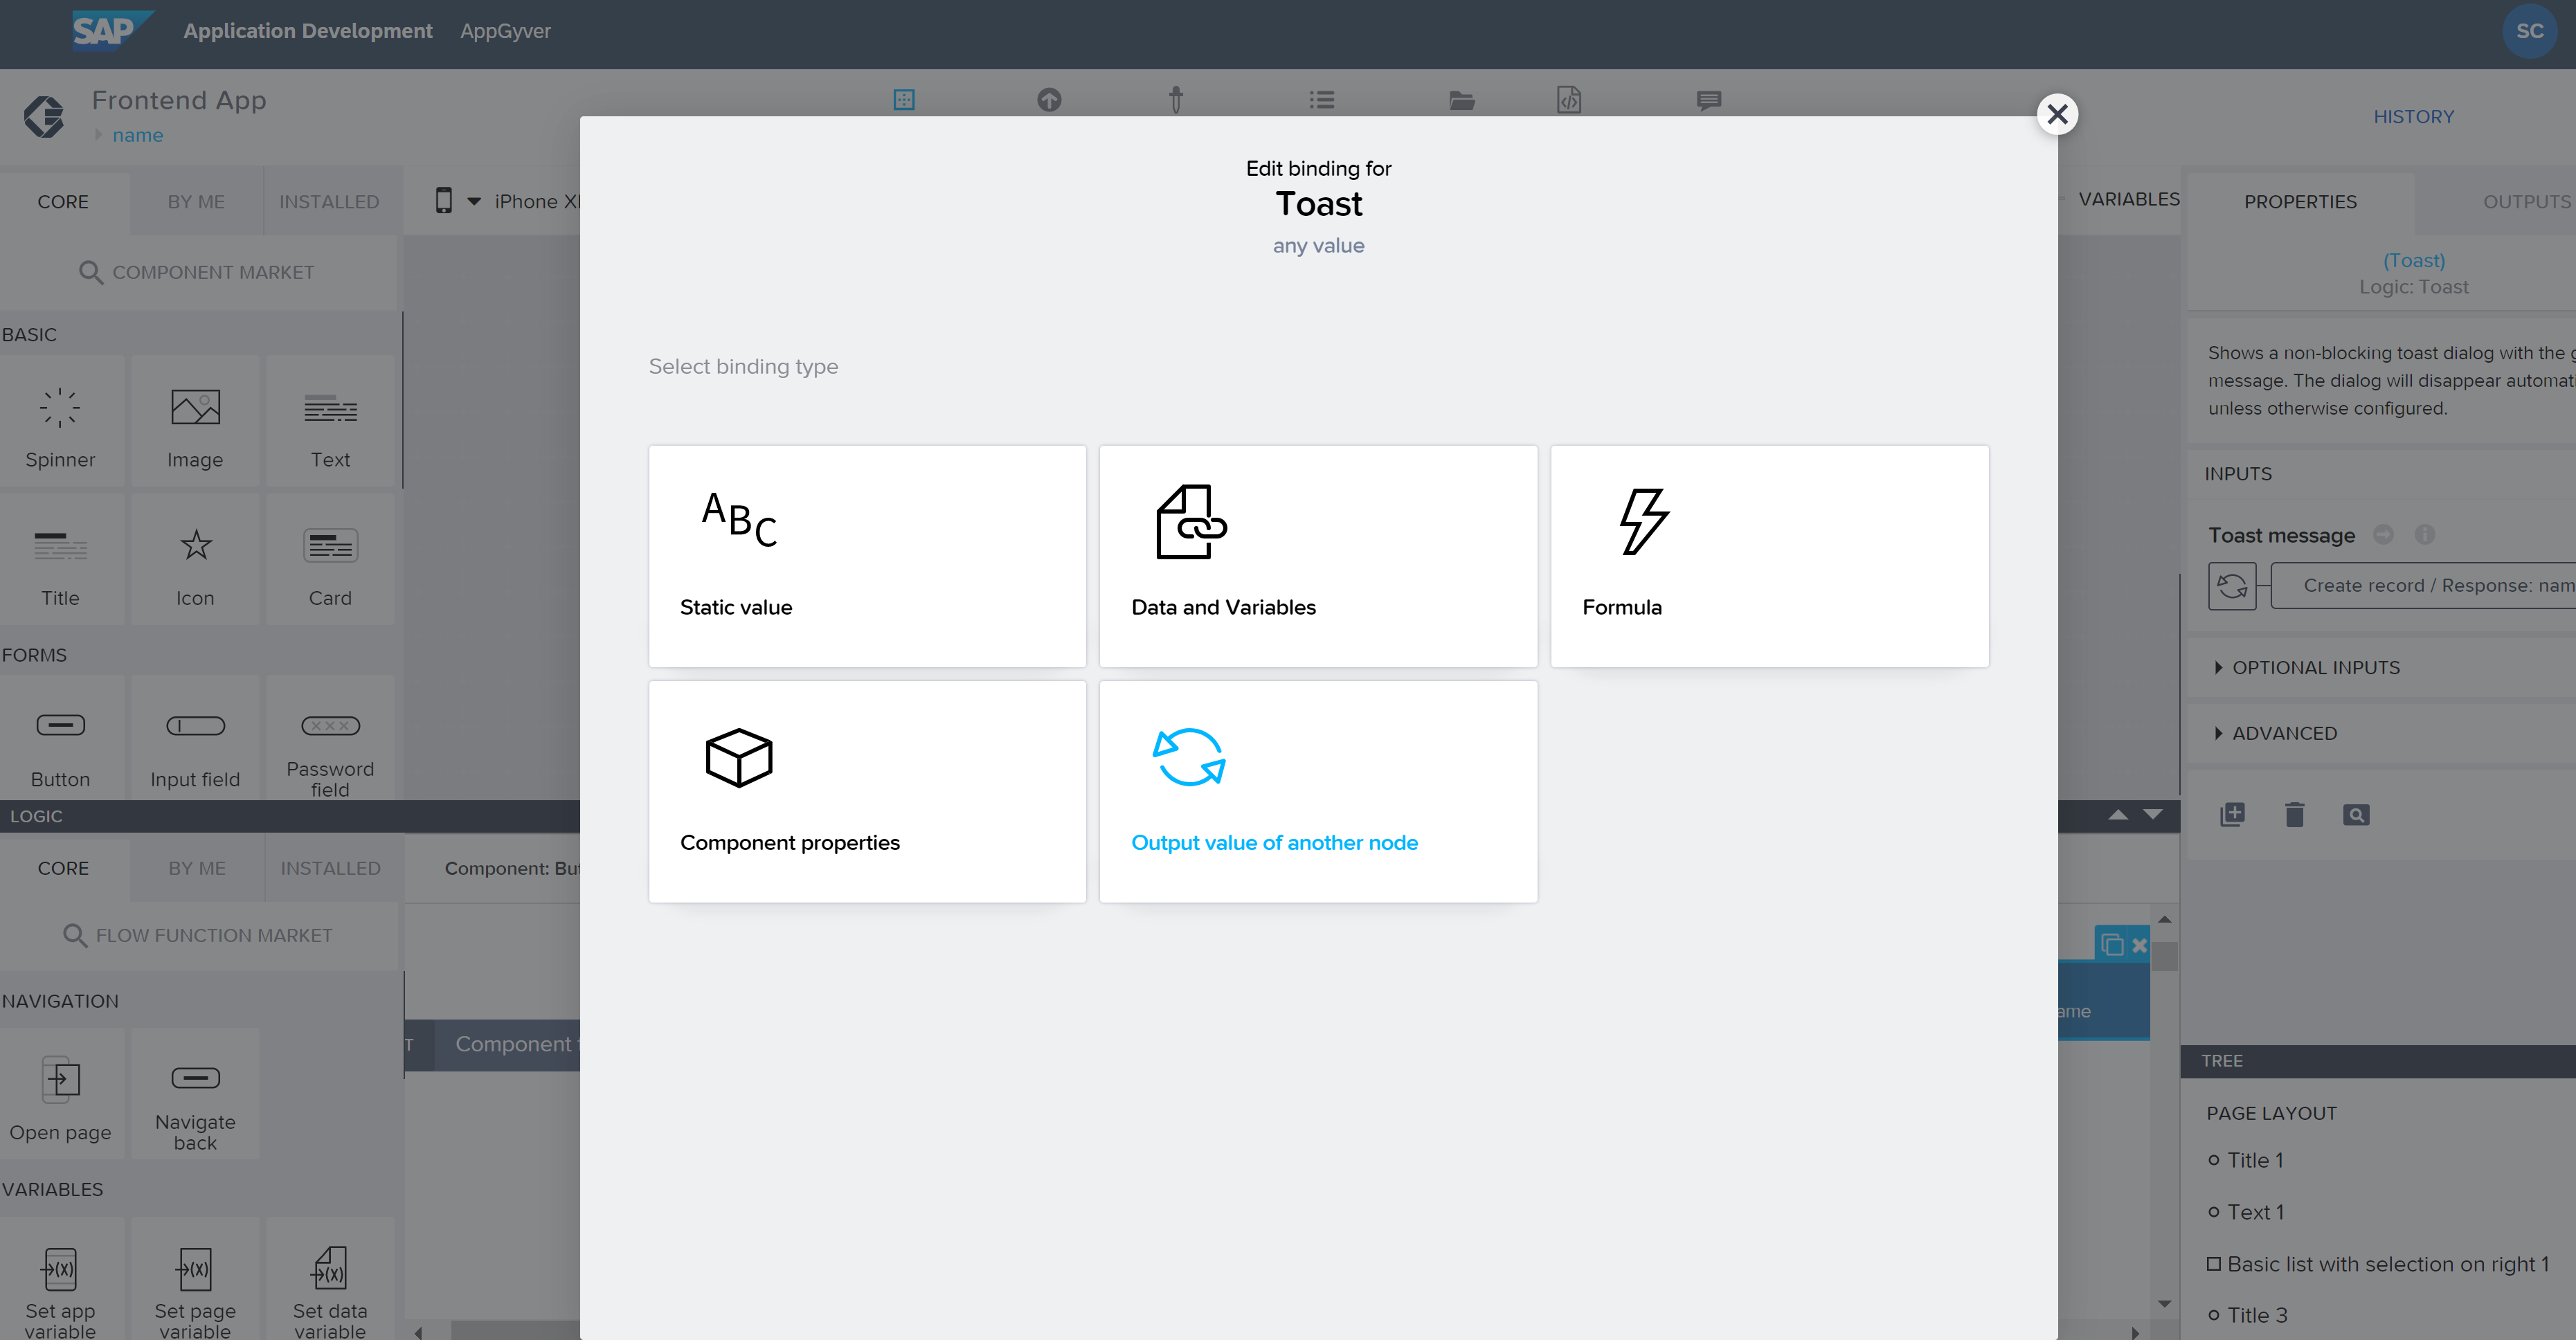 SAP
Application Development
AppGyver
SC
Frontend App
name
HISTORY
CORE
BY ME
INSTALLED
iPhone
VARIABLES
PROPERTIES
OUTPUTS
COMPONENT MARKET
BASIC
Spinner
Image
Text
Title
Icon
Card
FORMS
Button
Input field
Password
field
Edit binding for
Toast
any value
Select binding type
ABC
Static value
Data and Variables
Formula
Component properties
Output value of another node
(Toast)
Logic: Toast
Shows a non-blocking toast dialog with the
message. The dialog will disappear
unless otherwise configured.
INPUTS
Toast message
Create record / Response:
OPTIONAL INPUTS
ADVANCED
LOGIC
CORE
BY ME
INSTALLED
Component:
FLOW FUNCTION MARKET
Component
NAVIGATION
Open page
Navigate
back
VARIABLES
(x)
(x)
(x)
Set app
variable
Set page
variable
Set data
variable
TREE
PAGE LAYOUT
Title 1
Text 1
Basic list with selection on right 1
Title 3